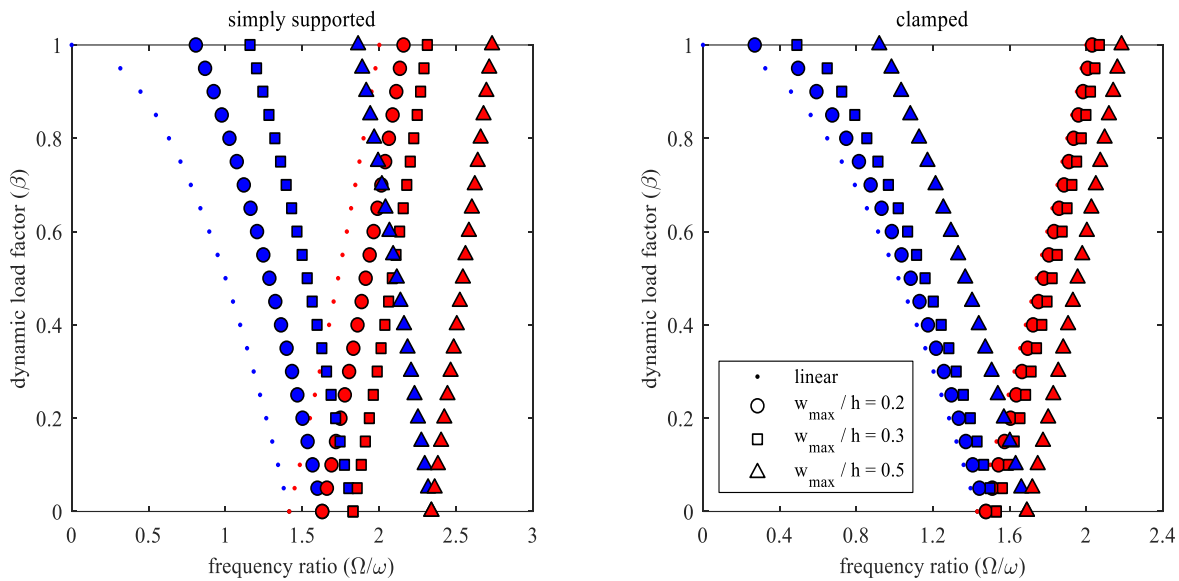 simply supported
1
0.8
0.6
0.4
0.2
0
dynamic load factor (β)
0 0.5 1 1.5 2 2.5 3
frequency ratio (Ω/ω)
clamped
1
0.8
0.6
0.4
0.2
0
dynamic load factor (β)
linear
w_max / h = 0.2
w_max / h = 0.3
w_max / h = 0.5
0 0.4 0.8 1.2 1.6 2 2.4
frequency ratio (Ω/ω)